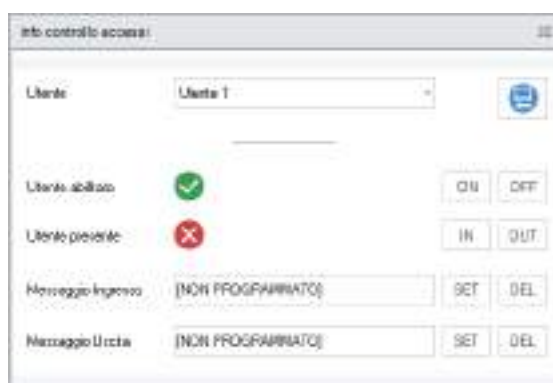 Info controllo accessi
Utente Utente 1
Utente abilitato ON OFF
Utente presente IN OUT
Messaggio Ingresso (NON PROGRAMMATO) SET DEL
Messaggio Uscita (NON PROGRAMMATO) SET DEL